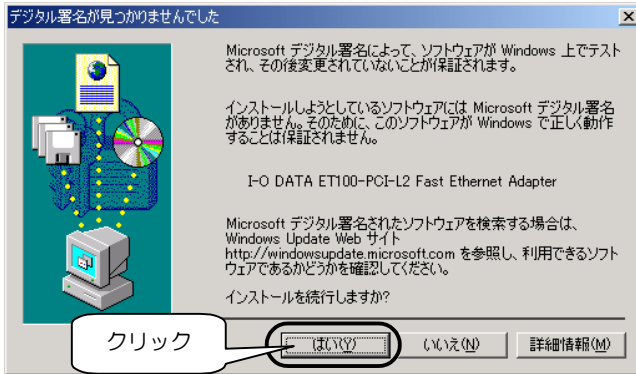 デジタル署名が見つかりませんでした
Microsoft デジタル署名によって、ソフトウェアが Windows 上でテスト
され、その後変更されていないことが保証されます。
インストールしようとしているソフトウェアには Microsoft デジタル署名
がありません。そのために、このソフトウェアが Windows で正しく動作
することは保証されません。
I-O DATA ET100-PCI-L2 Fast Ethernet Adapter
Microsoft デジタル署名されたソフトウェアを検索する場合は、
Windows Update Web サイト
http://windowsupdate.microsoft.com を参照し、利用できるソフト
ウェアであるかどうかを確認してください。
インストールを続行しますか?
クリック
はい(Y)
いいえ(N)
詳細情報(M)